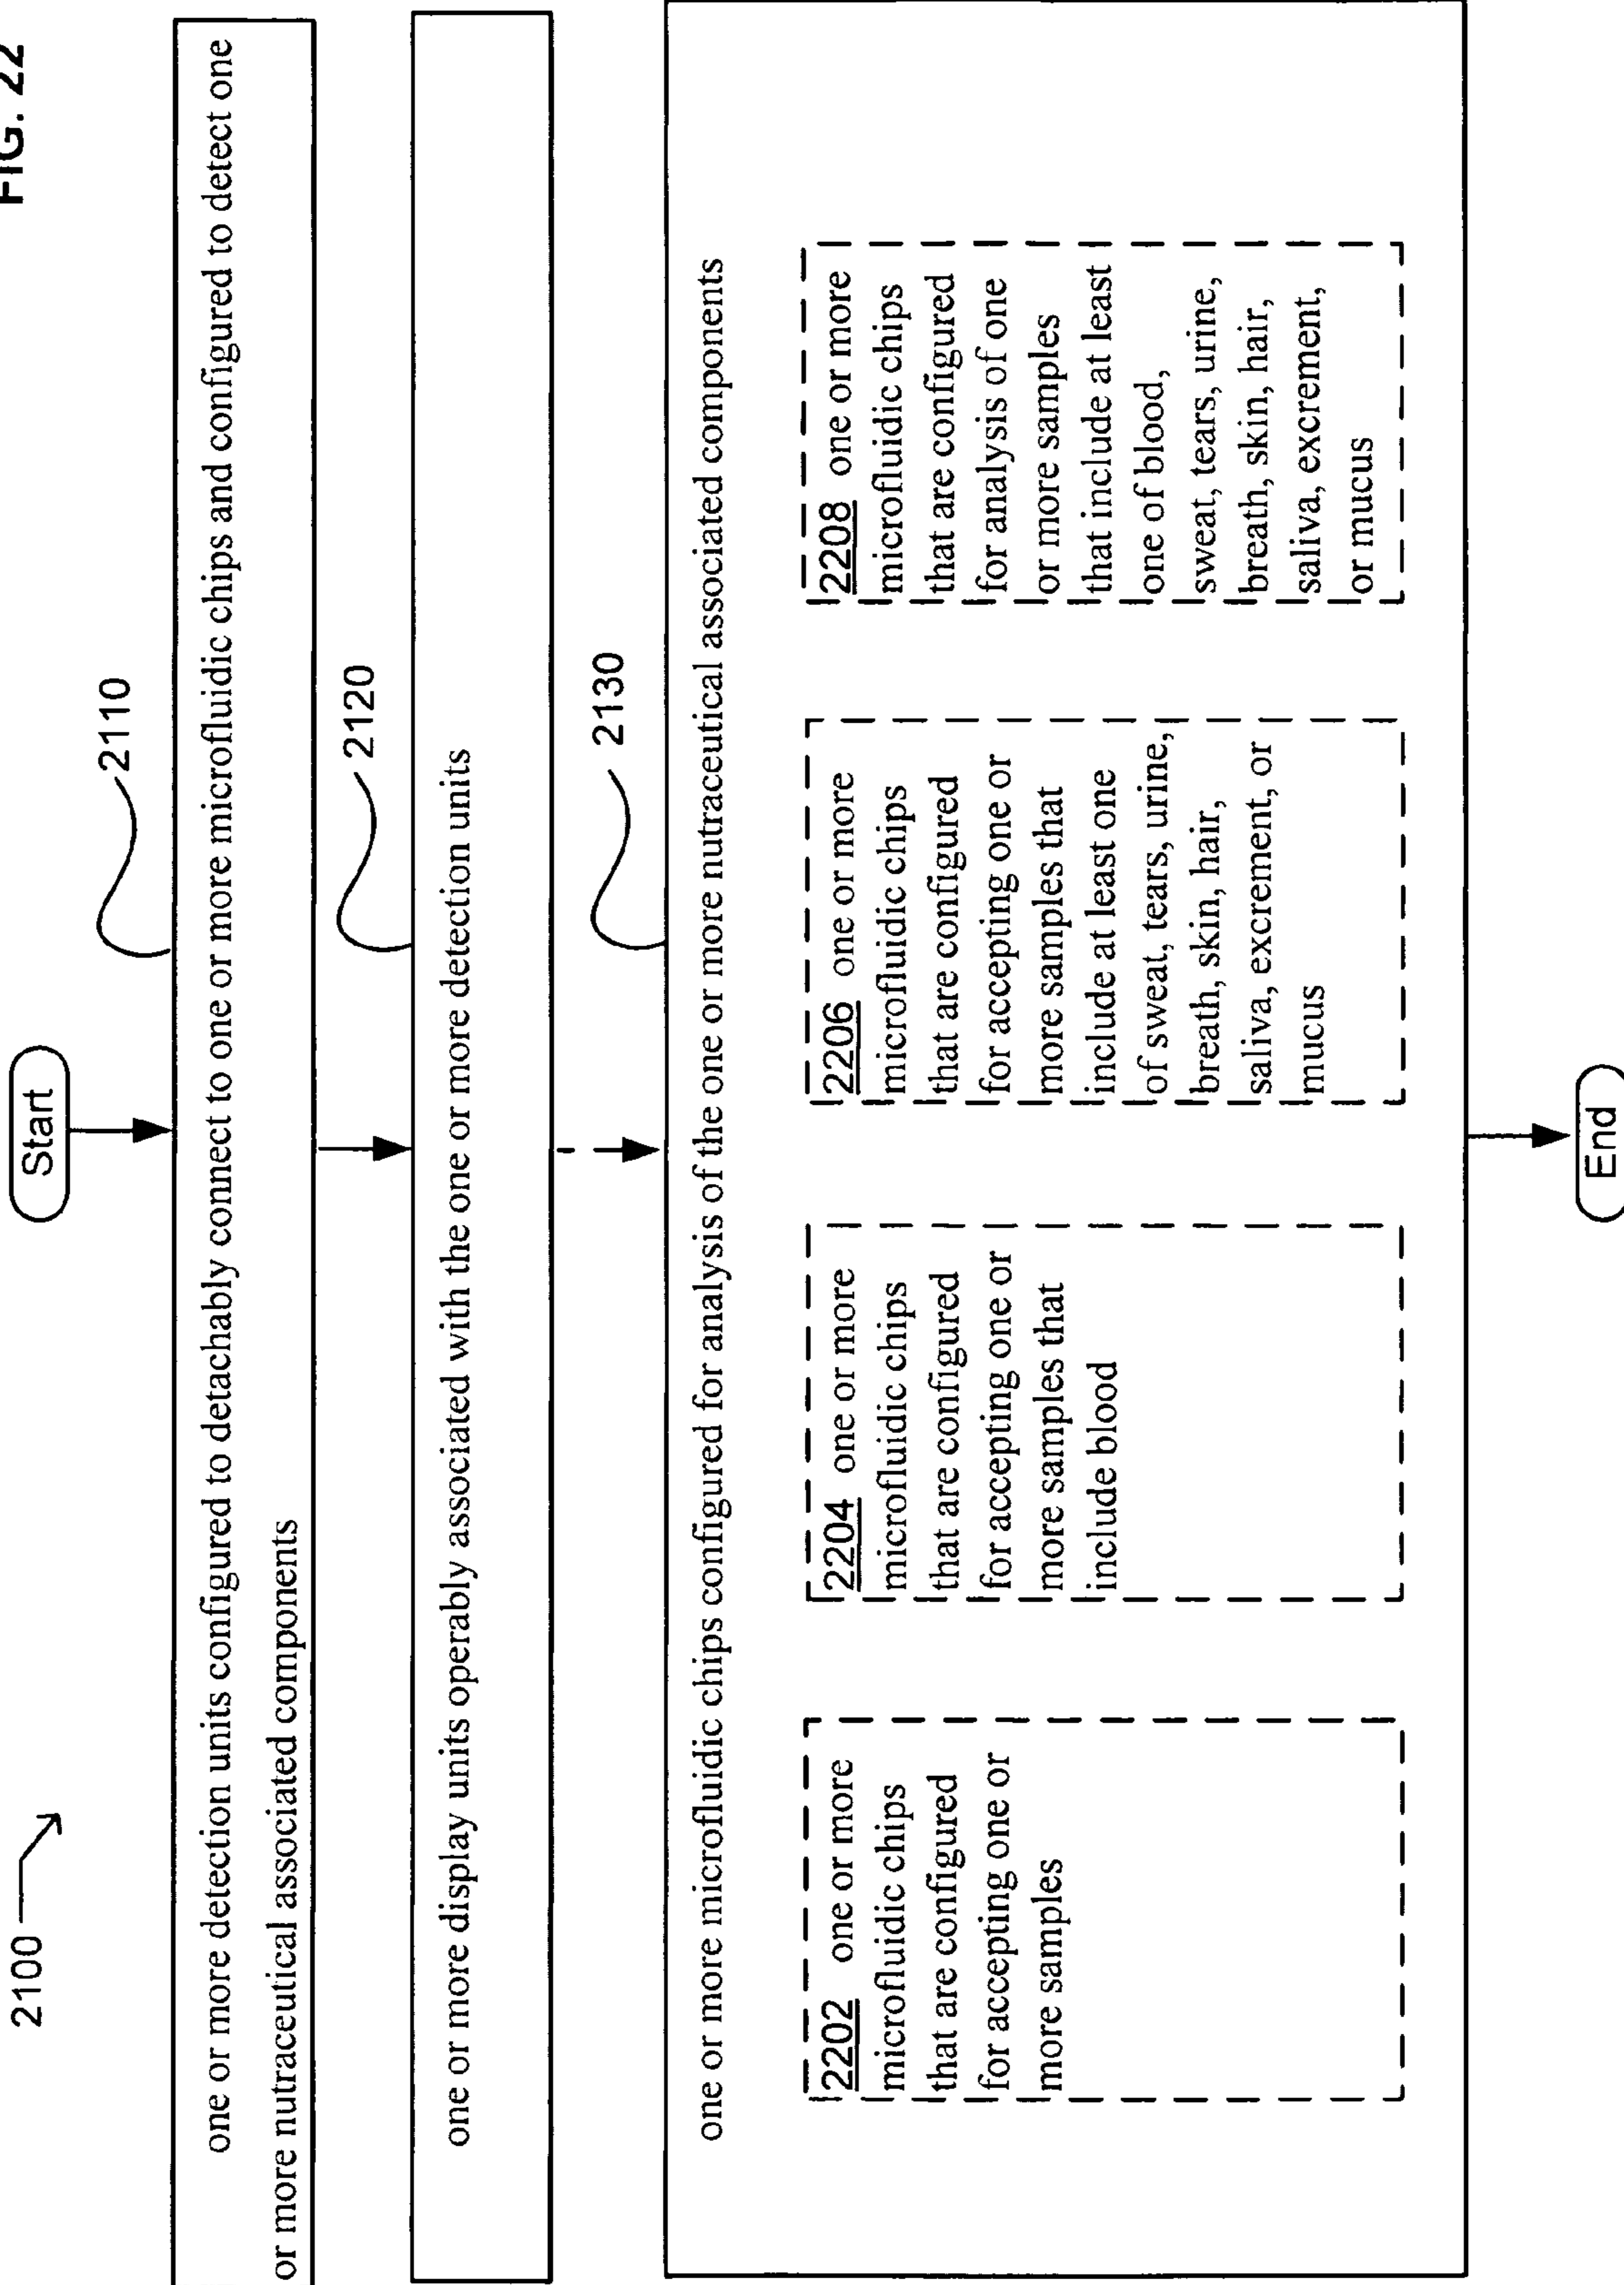 FIG. 22
2100
Start
2110
one or more detection units configured to detachably connect to one or more microfluidic chips and configured to detect one
or more nutraceutical associated components
2120
one or more display units operably associated with the one or more detection units
2130
one or more microfluidic chips configured for analysis of the one or more nutraceutical associated components
2202 one or more
microfluidic chips
that are configured
for accepting one or
more samples
2204 one or more
microfluidic chips
that are configured
for accepting one or
more samples that
include blood
2206 one or more
microfluidic chips
that are configured
for accepting one or
more samples that
include at least one
of sweat, tears, urine,
breath, skin, hair,
saliva, excrement, or
mucus
2208 one or more
microfluidic chips
that are configured
for analysis of one
or more samples
that include at least
one of blood,
sweat, tears, urine,
breath, skin, hair,
saliva, excrement,
or mucus
End